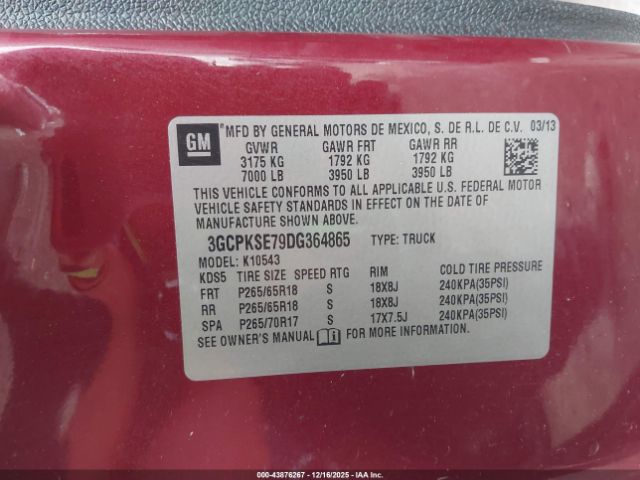 GM
MFD BY GENERAL MOTORS DE MEXICO, S. DE R.L. DE C.V. 03/13
GVWR GAWR FRT GAWR RR
3175 KG 1792 KG 1792 KG
7000 LB 3950 LB 3950 LB
THIS VEHICLE CONFORMS TO ALL APPLICABLE U.S. FEDERAL MOTOR
VEHICLE SAFETY STANDARDS IN EFFECT ON THE DATE OF
MANUFACTURE SHOWN ABOVE.
3GCPKSE79DG364865 TYPE: TRUCK
MODEL: K10543
KDS5 TIRE SIZE SPEED RTG RIM COLD TIRE PRESSURE
FRT P265/65R18 S 18X8J 240KPA(35PSI)
RR P265/65R18 S 18X8J 240KPA(35PSI)
SPA P265/70R17 S 17X7.5J 240KPA(35PSI)
SEE OWNER'S MANUAL FOR MORE INFORMATION.
000-43876267 - 12/16/2025 - IAAI.COM